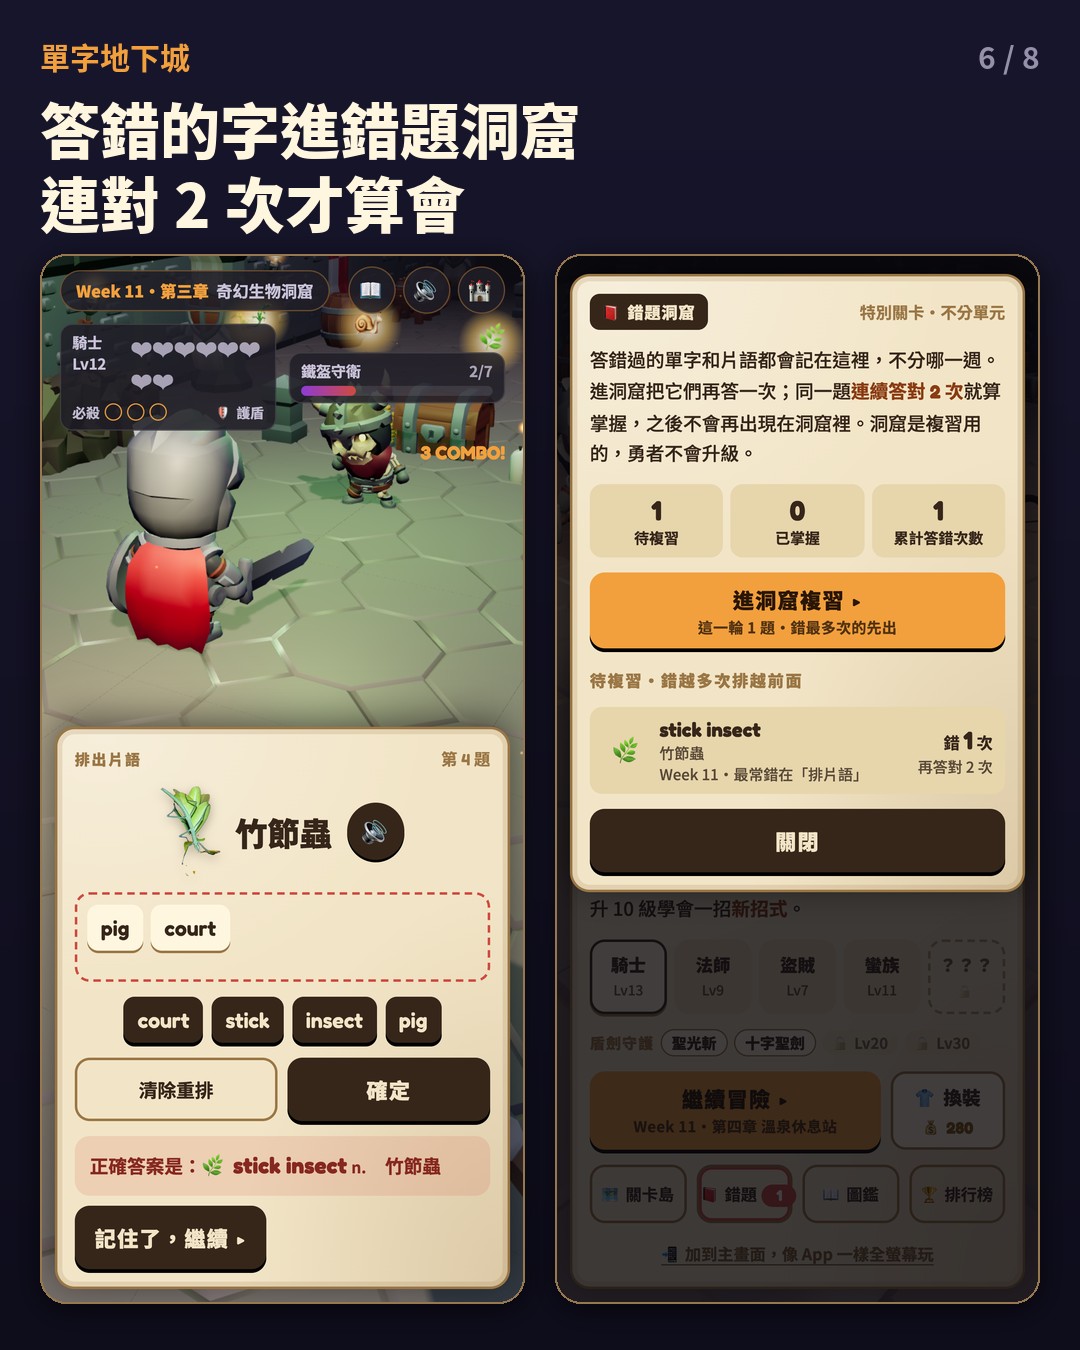 單字地下城
6 / 8
答錯的字進錯題洞窟
連對 2 次才算會
Week 11・第三章 奇幻生物洞窟
騎士
Lv12
必殺
護盾
鐵盔守衛 2/7
3 COMBO!
排出片語 第 4 題
竹節蟲
pig court
court stick insect pig
清除重排 確定
正確答案是： stick insect n. 竹節蟲
記住了，繼續 ▸
錯題洞窟 特別關卡・不分單元
答錯過的單字和片語都會記在這裡，不分哪一週。
進洞窟把它們再答一次；同一題連續答對 2 次就算
掌握，之後不會再出現在洞窟裡。洞窟是複習用
的，勇者不會升級。
1 0 1
待複習 已掌握 累計答錯次數
進洞窟複習 ▸
這一輪 1 題・錯最多次的先出
待複習・錯越多次排越前面
stick insect
竹節蟲
Week 11・最常錯在「排片語」
錯 1 次
再答對 2 次
關閉
升 10 級學會一招新招式。
騎士 法師 盜賊 蠻族 ? ? ?
Lv13 Lv9 Lv7 Lv11
盾劍守護 聖光斬 十字聖劍 Lv20 Lv30
繼續冒險 ▸
Week 11・第四章 溫泉休息站
換裝
280
關卡島 錯題 1 圖鑑 排行榜
加到主畫面，像 App 一樣全螢幕玩